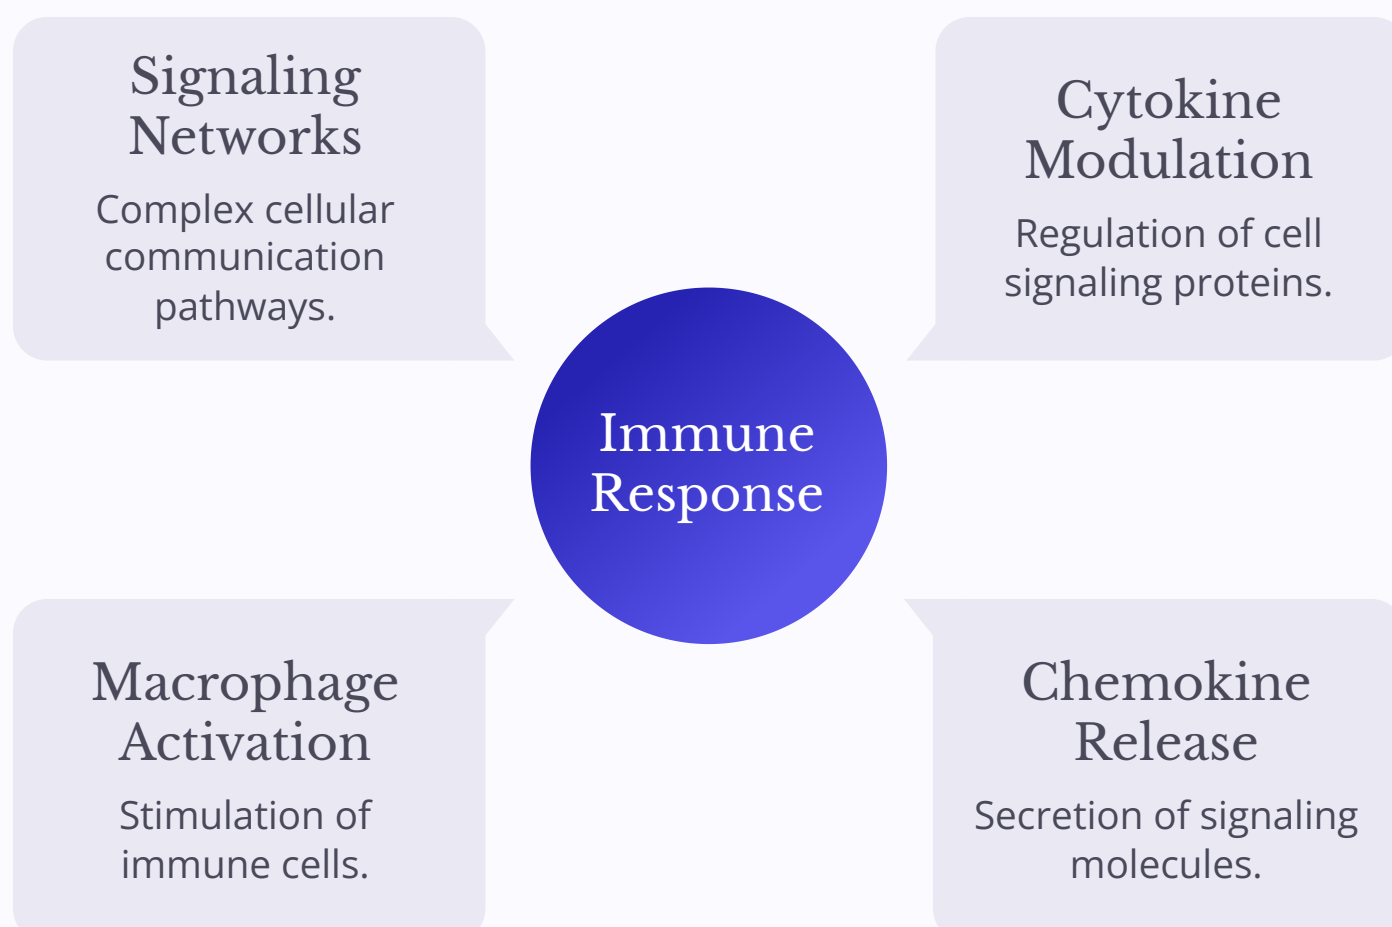 Signaling
Networks
Complex cellular
communication
pathways.
Cytokine
Modulation
Regulation of cell
signaling proteins.
Immune
Response
Macrophage
Activation
Stimulation of
immune cells.
Chemokine
Release
Secretion of signaling
molecules.